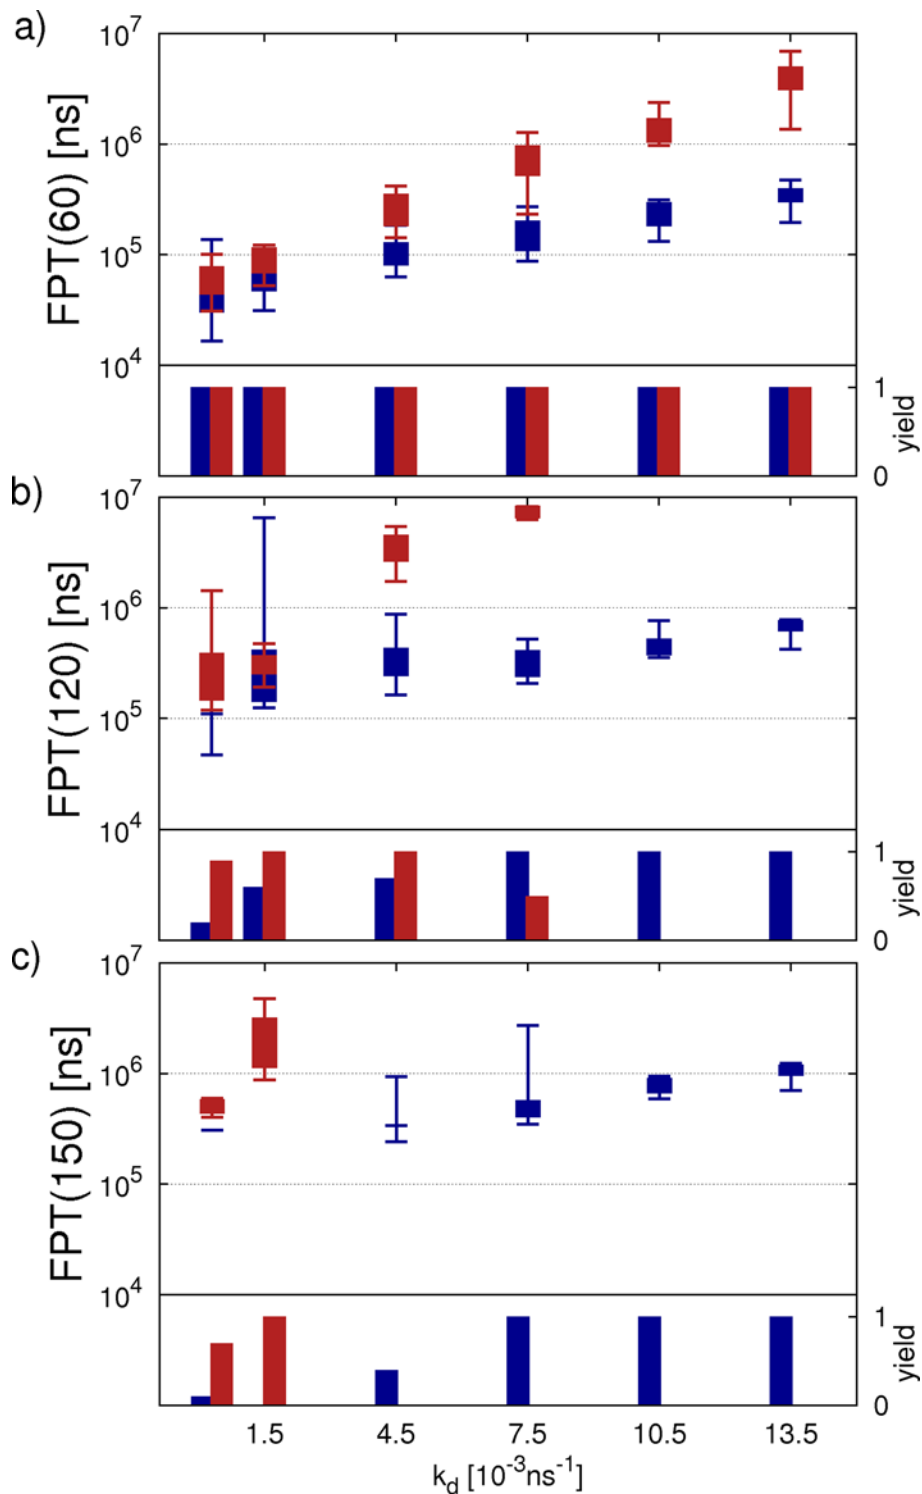 a)
10^7
10^6
10^5
10^4
FPT(60) [ns]
1
0
yield
b)
10^7
10^6
10^5
10^4
FPT(120) [ns]
1
0
yield
c)
10^7
10^6
10^5
10^4
FPT(150) [ns]
1
0
yield
1.5 4.5 7.5 10.5 13.5
k_d [10^-3 ns^-1]